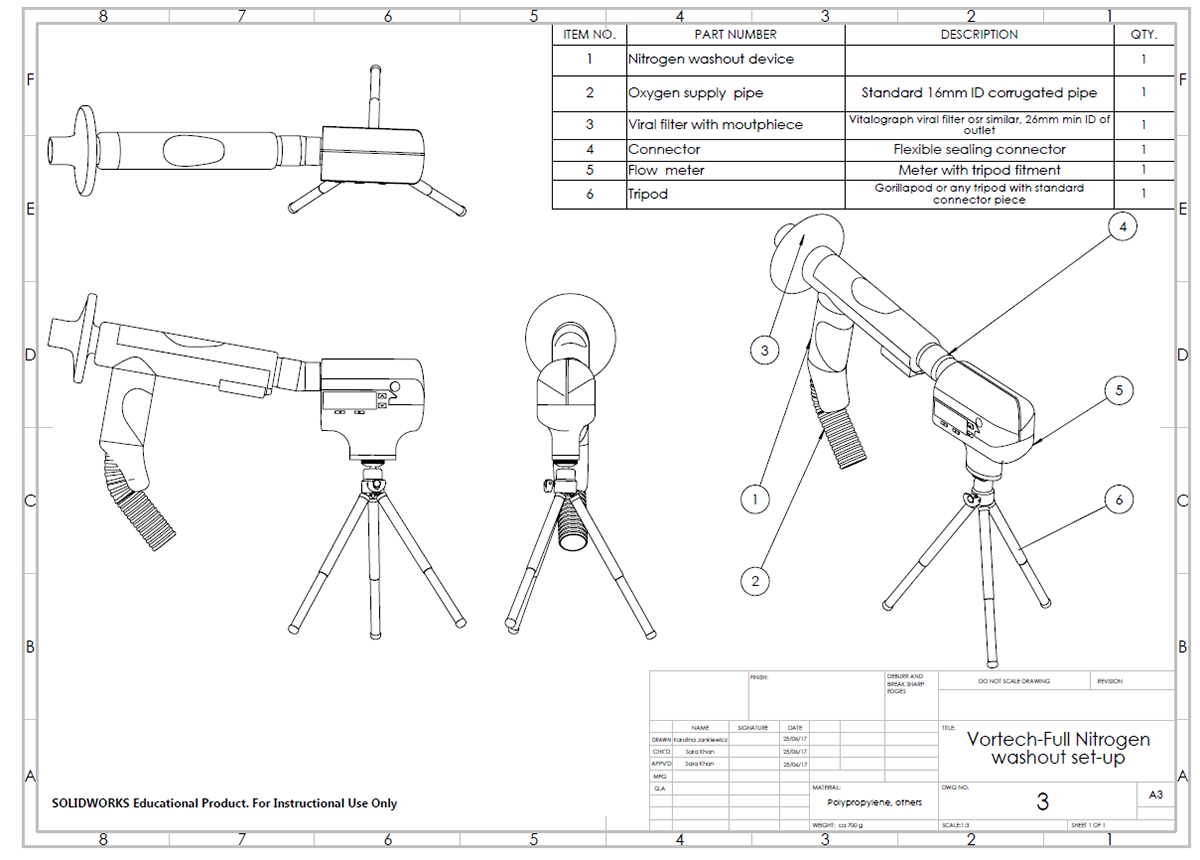 8 7 6 5 4 3 2 1
F F
E E
D D
C C
B B
A A
ITEM NO. PART NUMBER DESCRIPTION QTY.
1 Nitrogen washout device 1
2 Oxygen supply pipe Standard 16mm ID corrugated pipe 1
3 Viral filter with moutphiece Vitalograph viral filter osr similar, 26mm min ID of
outlet 1
4 Connector Flexible sealing connector 1
5 Flow meter Meter with tripod fitment 1
6 Tripod Gorillapod or any tripod with standard
connector piece 1
4
3
5
1
6
2
FINISH:
DEBURR AND
BREAK SHARP
EDGES
DO NOT SCALE DRAWING REVISION
NAME SIGNATURE DATE
DRAWN Karolina Jankiewicz 25/06/17
CHK'D Sara Khan 25/06/17
APPV'D Sara Khan 25/06/17
MFG
Q.A
MATERIAL:
Polypropylene, others
WEIGHT: ca 700 g
TITLE:
Vortech-Full Nitrogen
washout set-up
DWG NO.
3
A3
SCALE:1:3 SHEET 1 OF 1
SOLIDWORKS Educational Product. For Instructional Use Only
8 7 6 5 4 3 2 1